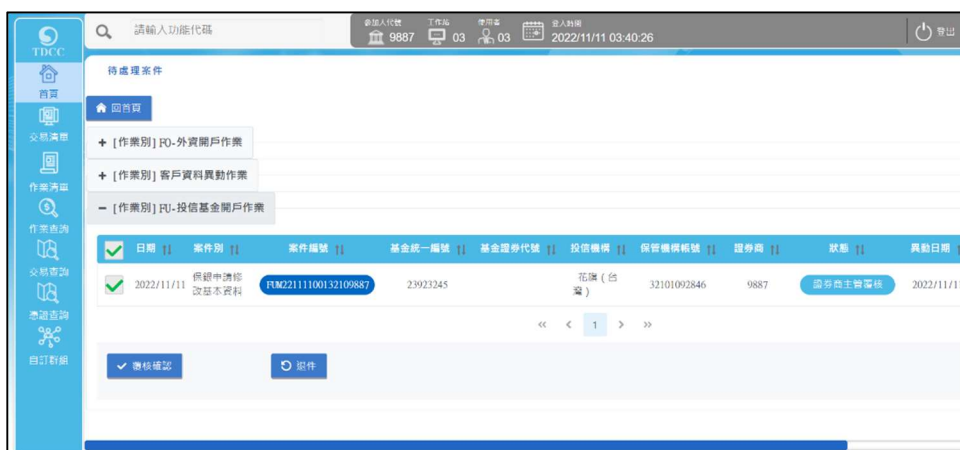 TDCC
首頁
交易清單
作業清單
作業查詢
交易查詢
憑證查詢
自訂群組
請輸入功能代碼
參加人代號 9887
工作站 03
使用者 03
登入時間 2022/11/11 03:40:26
登出
待處理案件
回首頁
+ [作業別] FO-外資開戶作業
+ [作業別] 客戶資料異動作業
− [作業別] FU-投信基金開戶作業
日期 案件別 案件編號 基金統一編號 基金證券代號 投信機構 保管機構帳號 證券商 狀態 異動日期
2022/11/11 保銀申請修改基本資料 FUM22111100132109887 23923245 花旗(台灣) 32101092846 9887 證券商主管覆核 2022/11/11
<< < 1 > >>
覆核確認 退件